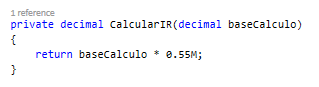 1 reference
private decimal CalcularIR(decimal baseCalculo)
{
    return baseCalculo * 0.55M;
}